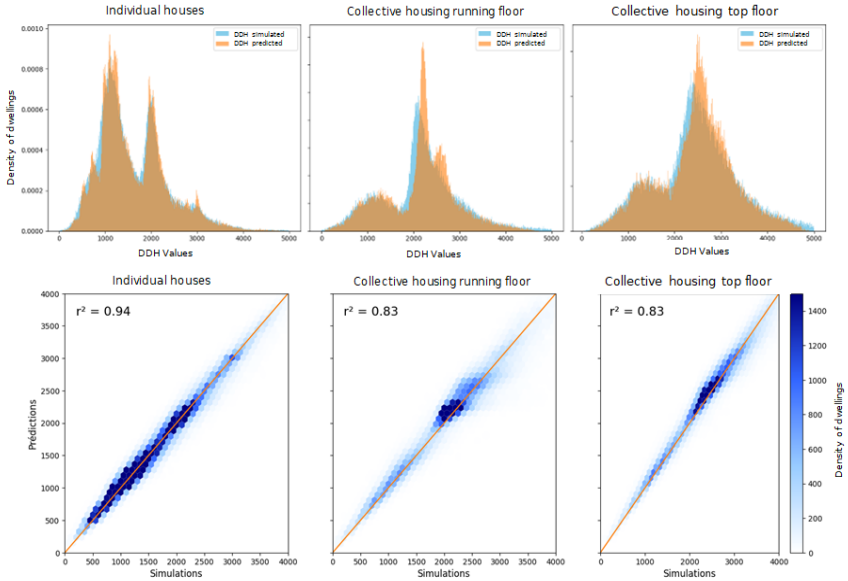 Individual houses
Collective housing running floor
Collective housing top floor
0.0010
0.0008
0.0006
0.0004
0.0002
0.0000
Density of dwellings
DDH simulated
DDH predicted
DDH simulated
DDH predicted
DDH simulated
DDH predicted
0 1000 2000 3000 4000 5000
0 1000 2000 3000 4000 5000
0 1000 2000 3000 4000 5000
DDH Values
DDH Values
DDH Values
Individual houses
Collective housing running floor
Collective housing top floor
r² = 0.94
r² = 0.83
r² = 0.83
4000
3500
3000
2500
2000
1500
1000
500
0
Prédictions
0 500 1000 1500 2000 2500 3000 3500 4000
0 500 1000 1500 2000 2500 3000 3500 4000
0 1000 2000 3000 4000
Simulations
Simulations
Simulations
1400
1200
1000
800
600
400
200
0
Density of dwellings